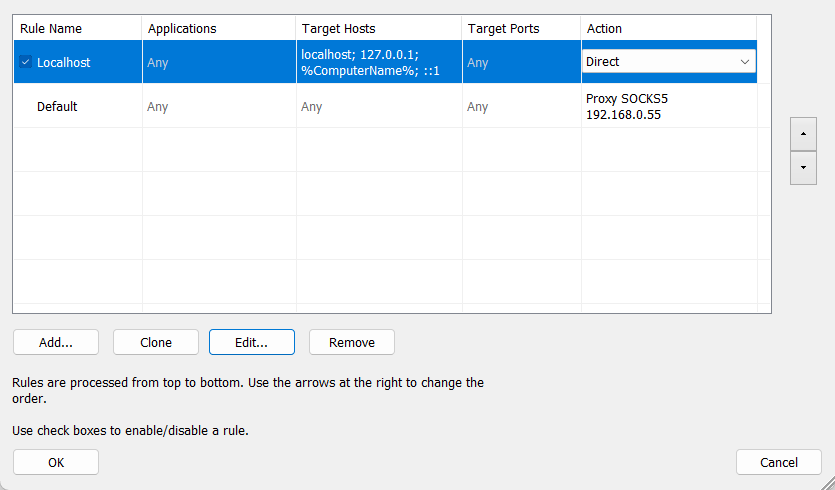 Rule Name Applications Target Hosts Target Ports Action
Localhost Any localhost; 127.0.0.1; Any Direct
%ComputerName%; ::1
Default Any Any Any Proxy SOCKS5
192.168.0.55
Add... Clone Edit... Remove
Rules are processed from top to bottom. Use the arrows at the right to change the
order.
Use check boxes to enable/disable a rule.
OK Cancel